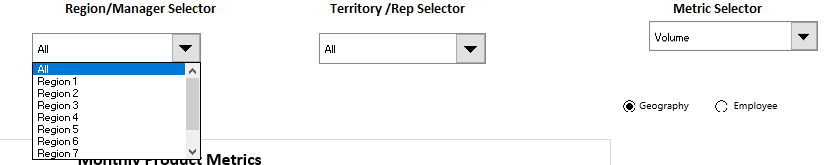 Region/Manager Selector
Territory /Rep Selector
Metric Selector
All
All
Volume
All
Region 1
Region 2
Region 3
Region 4
Region 5
Region 6
Region 7
Geography
Employee
Monthly Product Metrics